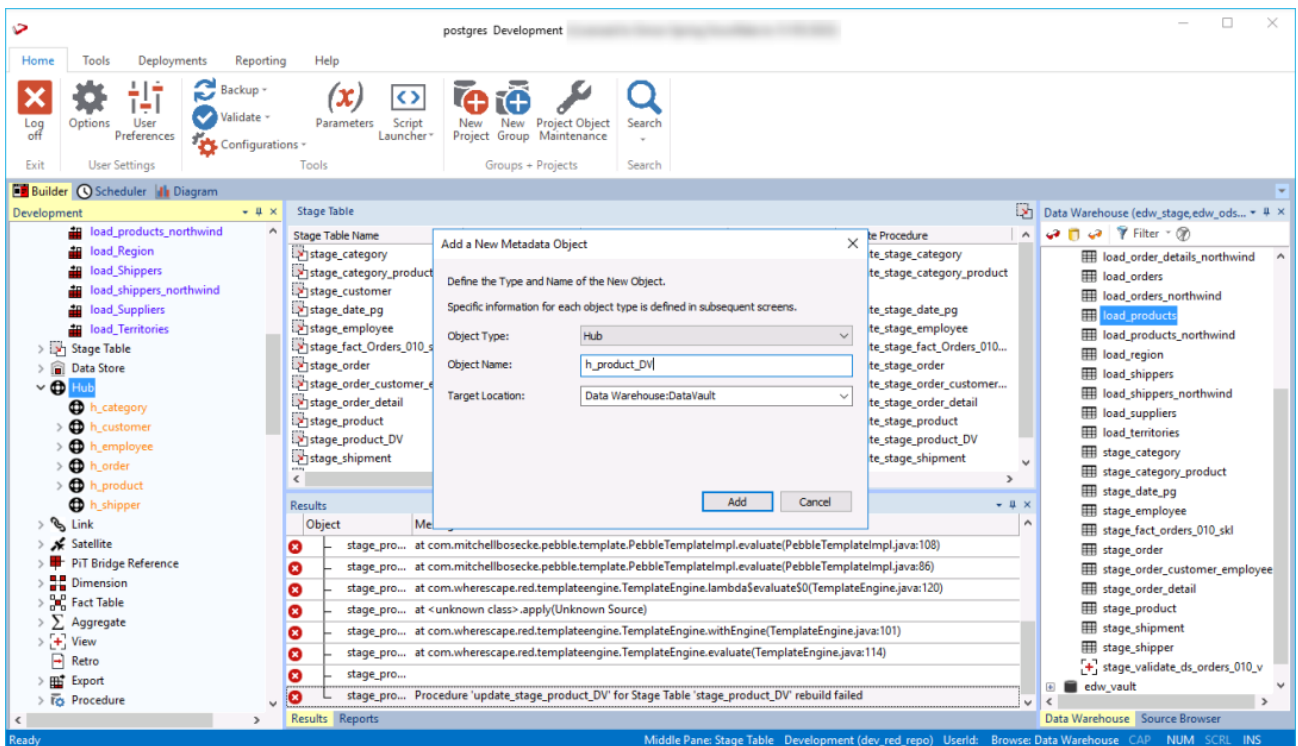 postgres Development
Home Tools Deployments Reporting Help
Log off
Options
User Preferences
Backup
Validate
Configurations
Parameters
Script Launcher
New Project
New Group
Project Object Maintenance
Search
Exit User Settings Tools Groups + Projects Search
Builder Scheduler Diagram
Development
load_products_northwind
load_Region
load_Shippers
load_shippers_northwind
load_Suppliers
load_Territories
Stage Table
Data Store
Hub
h_category
h_customer
h_employee
h_order
h_product
h_shipper
Link
Satellite
PiT Bridge Reference
Dimension
Fact Table
Aggregate
View
Retro
Export
Procedure
Stage Table
Stage Table Name
stage_category
stage_category_product
stage_customer
stage_date_pg
stage_employee
stage_fact_Orders_010_s
stage_order
stage_order_customer_e
stage_order_detail
stage_product
stage_product_DV
stage_shipment
te Procedure
te_stage_category
te_stage_category_product
te_stage_date_pg
te_stage_employee
te_stage_fact_Orders_010...
te_stage_order
te_stage_order_customer...
te_stage_order_detail
te_stage_product
te_stage_product_DV
te_stage_shipment
Add a New Metadata Object
Define the Type and Name of the New Object.
Specific information for each object type is defined in subsequent screens.
Object Type: Hub
Object Name: h_product_DV
Target Location: Data Warehouse:DataVault
Add Cancel
Results
Object Me
stage_pro... at com.mitchellbosecke.pebble.template.PebbleTemplateImpl.evaluate(PebbleTemplateImpl.java:108)
stage_pro... at com.mitchellbosecke.pebble.template.PebbleTemplateImpl.evaluate(PebbleTemplateImpl.java:86)
stage_pro... at com.wherescape.red.templateengine.TemplateEngine.lambda$evaluate$0(TemplateEngine.java:120)
stage_pro... at <unknown class>.apply(Unknown Source)
stage_pro... at com.wherescape.red.templateengine.TemplateEngine.withEngine(TemplateEngine.java:101)
stage_pro... at com.wherescape.red.templateengine.TemplateEngine.evaluate(TemplateEngine.java:114)
stage_pro...
stage_pro... Procedure 'update_stage_product_DV' for Stage Table 'stage_product_DV' rebuild failed
Results Reports
Data Warehouse (edw_stage,edw_ods...
Filter
load_order_details_northwind
load_orders
load_orders_northwind
load_products
load_products_northwind
load_region
load_shippers
load_shippers_northwind
load_suppliers
load_territories
stage_category
stage_category_product
stage_date_pg
stage_employee
stage_fact_orders_010_skl
stage_order
stage_order_customer_employee
stage_order_detail
stage_product
stage_shipment
stage_shipper
stage_validate_ds_orders_010_v
edw_vault
Data Warehouse Source Browser
Ready Middle Pane: Stage Table Development (dev_red_repo) UserId: Browse: Data Warehouse CAP NUM SCRL INS